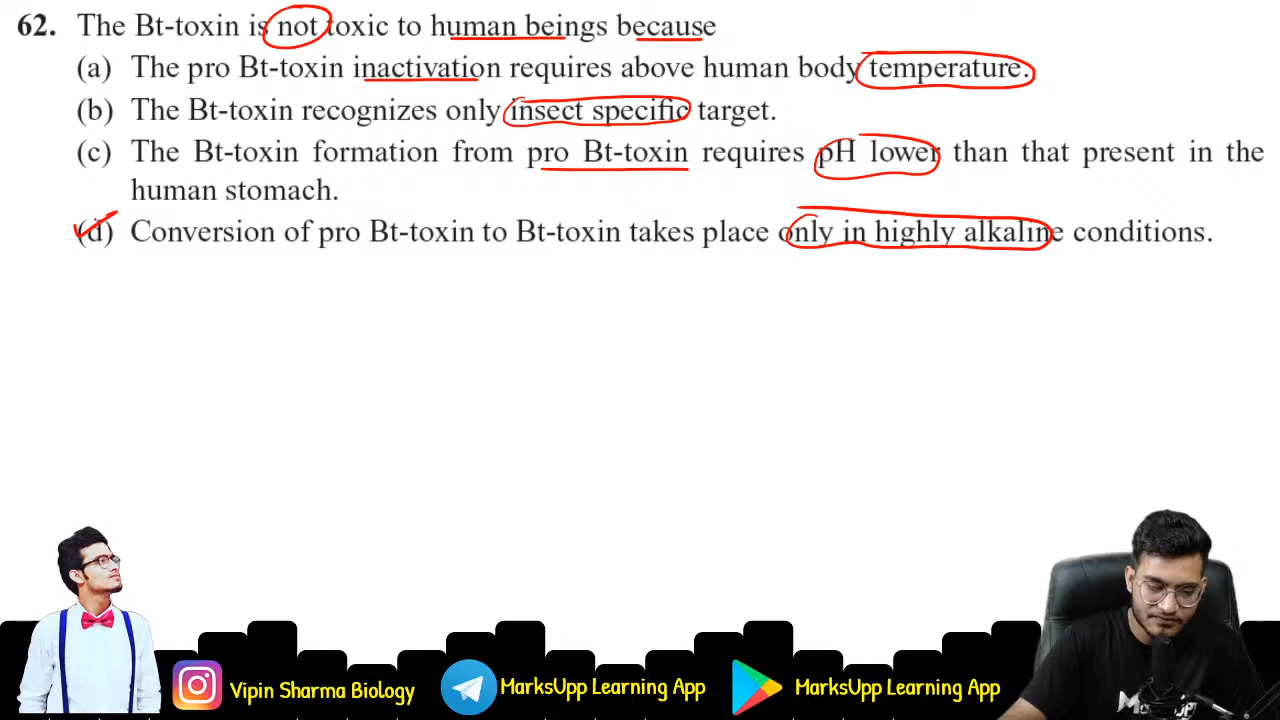 62. The Bt-toxin is not toxic to human beings because
(a) The pro Bt-toxin inactivation requires above human body temperature.
(b) The Bt-toxin recognizes only insect specific target.
(c) The Bt-toxin formation from pro Bt-toxin requires pH lower than that present in the
human stomach.
(d) Conversion of pro Bt-toxin to Bt-toxin takes place only in highly alkaline conditions.
Vipin Sharma Biology
MarksUpp Learning App
MarksUpp Learning App